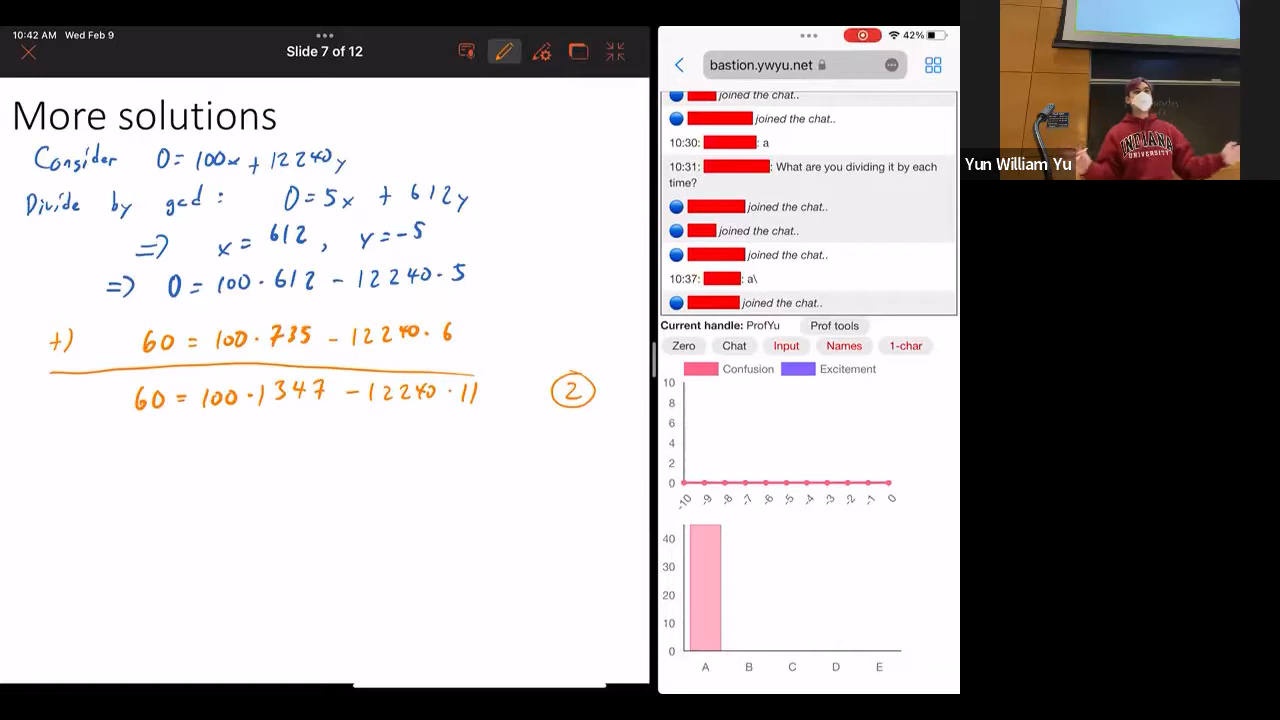 10:42 AM Wed Feb 9
Slide 7 of 12
More solutions
Consider 0 = 100x + 12240y
Divide by gcd : 0 = 5x + 612y
⇒ x = 612 , y = -5
⇒ 0 = 100 · 612 - 12240 · 5
+) 60 = 100 · 735 - 12240 · 6
60 = 100 · 1347 - 12240 · 11 ②
42%
bastion.ywyu.net
joined the chat..
joined the chat..
10:30: : a
10:31: : What are you dividing it by each
time?
joined the chat..
joined the chat..
joined the chat..
10:37: : a\
joined the chat..
Current handle: ProfYu Prof tools
Zero Chat Input Names 1-char
Confusion Excitement
10
8
6
4
2
0
-10 -9 -8 -7 -6 -5 -4 -3 -2 -1 0
40
30
20
10
0
A B C D E
INDIANA
UNIVERSITY
Yun William Yu